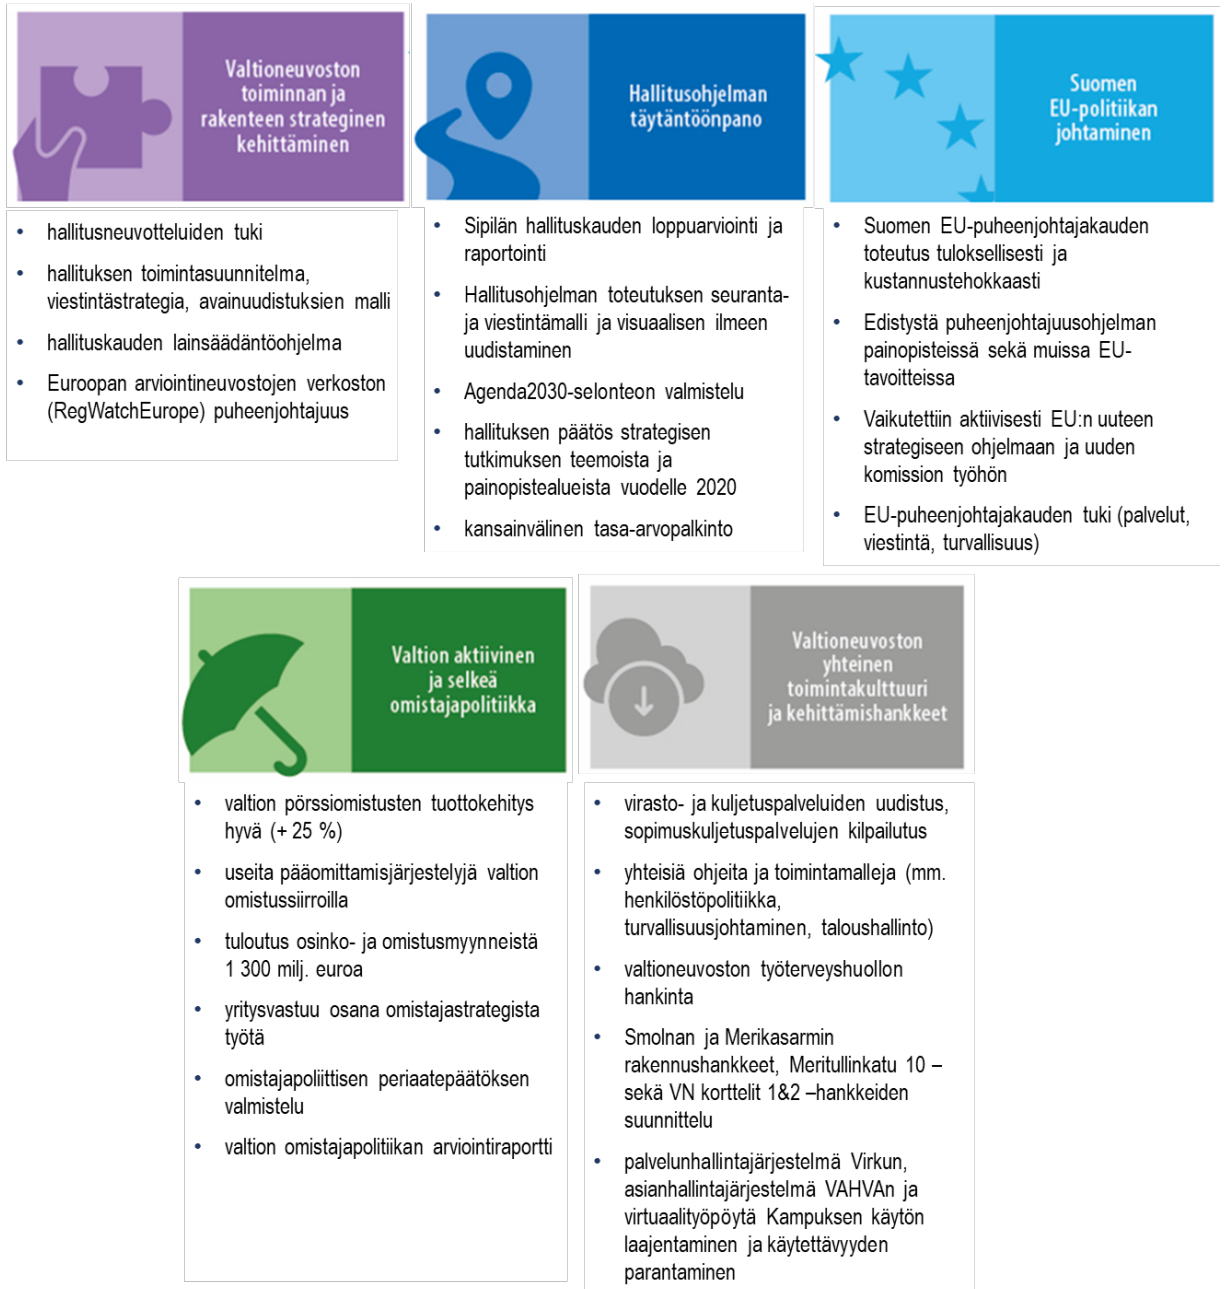 Valtioneuvoston
toiminnan ja
rakenteen strateginen
kehittäminen
• hallitusneuvotteluiden tuki
• hallituksen toimintasuunnitelma,
viestintästrategia, avainuudistuksien malli
• hallituskauden lainsäädäntöohjelma
• Euroopan arviointineuvostojen verkoston
(RegWatchEurope) puheenjohtajuus
Hallitusohjelman
täytäntöönpano
• Sipilän hallituskauden loppuarviointi ja
raportointi
• Hallitusohjelman toteutuksen seuranta-
ja viestintämalli ja visuaalisen ilmeen
uudistaminen
• Agenda2030-selonteon valmistelu
• hallituksen päätös strategisen
tutkimuksen teemoista ja
painopistealueista vuodelle 2020
• kansainvälinen tasa-arvopalkinto
Suomen
EU-politiikan
johtaminen
• Suomen EU-puheenjohtajakauden
toteutus tuloksellisesti ja
kustannustehokkaasti
• Edistystä puheenjohtajuusohjelman
painopisteissä sekä muissa EU-
tavoitteissa
• Vaikutettiin aktiivisesti EU:n uuteen
strategiseen ohjelmaan ja uuden
komission työhön
• EU-puheenjohtajakauden tuki (palvelut,
viestintä, turvallisuus)
Valtion aktiivinen
ja selkeä
omistajapolitiikka
• valtion pörssiomistusten tuottokehitys
hyvä (+ 25 %)
• useita pääomittamisjärjestelyjä valtion
omistussiirroilla
• tuloutus osinko- ja omistusmyynneistä
1 300 milj. euroa
• yritysvastuu osana omistajastrategista
työtä
• omistajapoliittisen periaatepäätöksen
valmistelu
• valtion omistajapolitiikan arviointiraportti
Valtioneuvoston
yhteinen
toimintakulttuuri
ja kehittämishankkeet
• virasto- ja kuljetuspalveluiden uudistus,
sopimuskuljetuspalvelujen kilpailutus
• yhteisiä ohjeita ja toimintamalleja (mm.
henkilöstöpolitiikka,
turvallisuusjohtaminen, taloushallinto)
• valtioneuvoston työterveyshuollon
hankinta
• Smolnan ja Merikasarmin
rakennushankkeet, Meritullinkatu 10 –
sekä VN korttelit 1&2 –hankkeiden
suunnittelu
• palvelunhallintajärjestelmä Virkun,
asianhallintajärjestelmä VAHVAn ja
virtuaalityöpöytä Kampuksen käytön
laajentaminen ja käytettävyyden
parantaminen